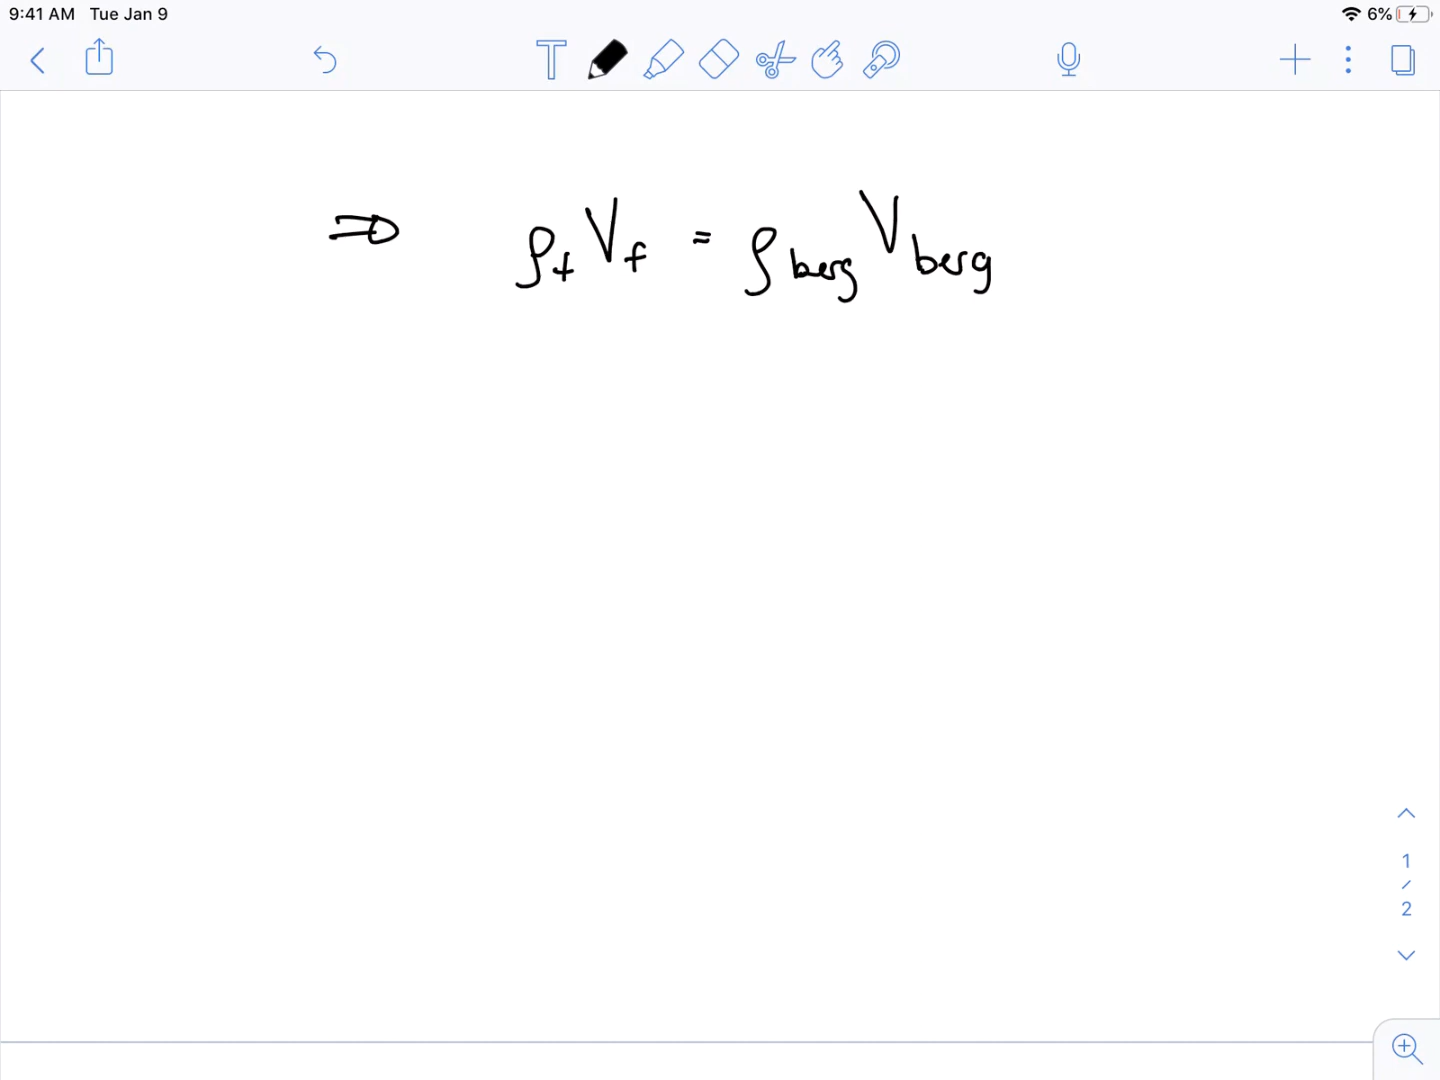 9:41 AM Tue Jan 9 6%
T
⇒ ρf Vf = ρberg Vberg
1
/
2